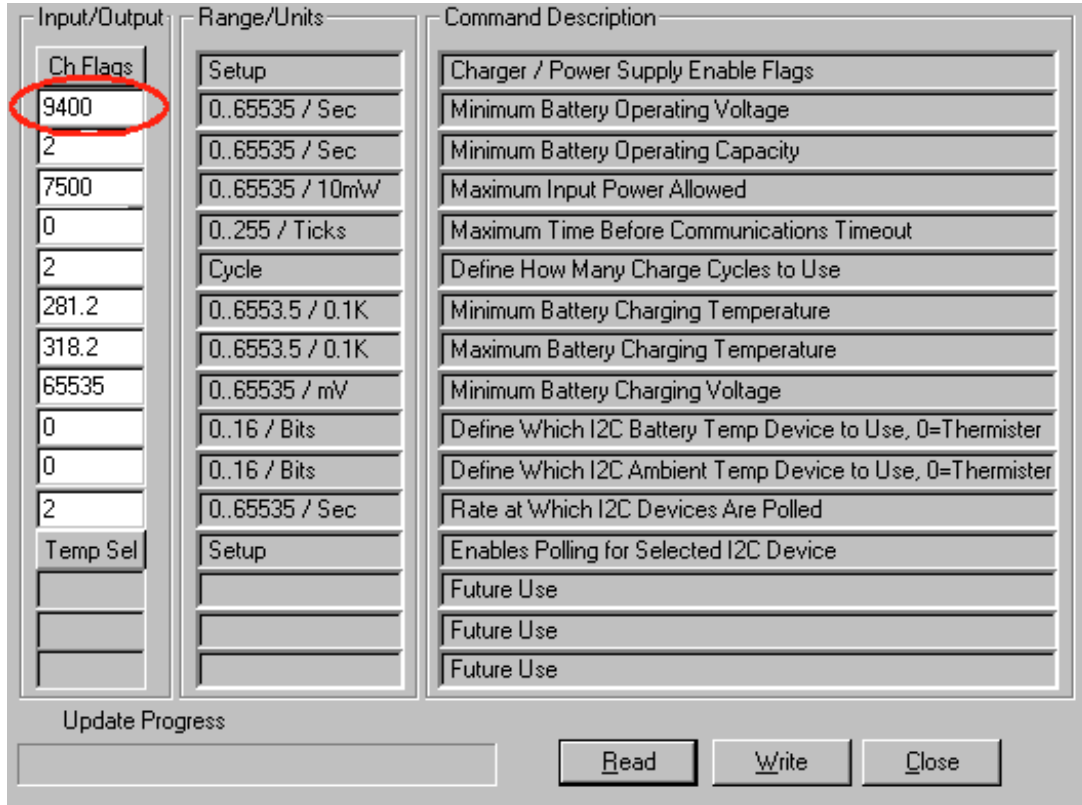 Input/Output Range/Units Command Description
Ch Flags Setup Charger / Power Supply Enable Flags
9400 0..65535 / Sec Minimum Battery Operating Voltage
2 0..65535 / Sec Minimum Battery Operating Capacity
7500 0..65535 / 10mW Maximum Input Power Allowed
0 0..255 / Ticks Maximum Time Before Communications Timeout
2 Cycle Define How Many Charge Cycles to Use
281.2 0..6553.5 / 0.1K Minimum Battery Charging Temperature
318.2 0..6553.5 / 0.1K Maximum Battery Charging Temperature
65535 0..65535 / mV Minimum Battery Charging Voltage
0 0..16 / Bits Define Which I2C Battery Temp Device to Use, 0=Thermister
0 0..16 / Bits Define Which I2C Ambient Temp Device to Use, 0=Thermister
2 0..65535 / Sec Rate at Which I2C Devices Are Polled
Temp Sel Setup Enables Polling for Selected I2C Device
Future Use
Future Use
Future Use
Update Progress
Read Write Close